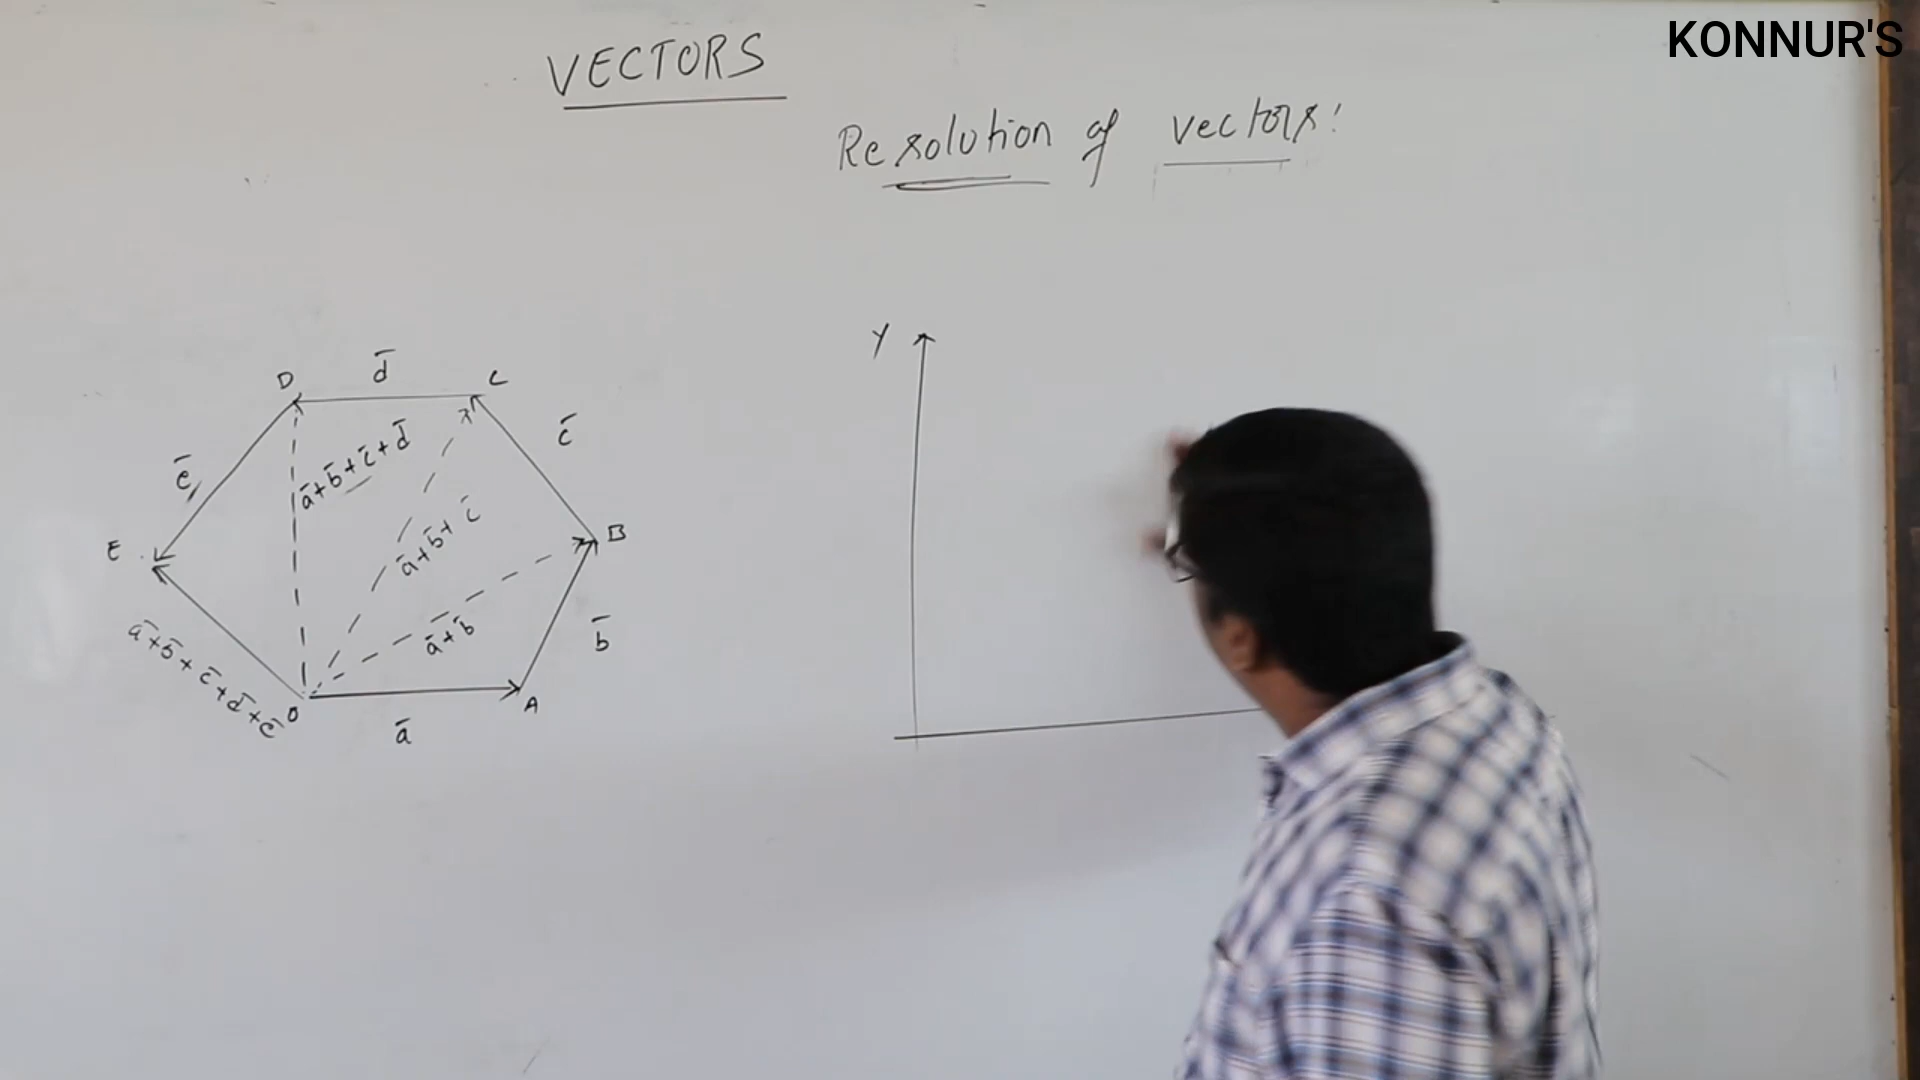 KONNUR'S
VECTORS
Resolution of vectors:
Y
D
d̄
C
c̄
ē
ā+b̄+c̄+d̄
ā+b̄+c̄
E
B
ā+b̄
b̄
ā+b̄+c̄+d̄+ē
O
A
ā